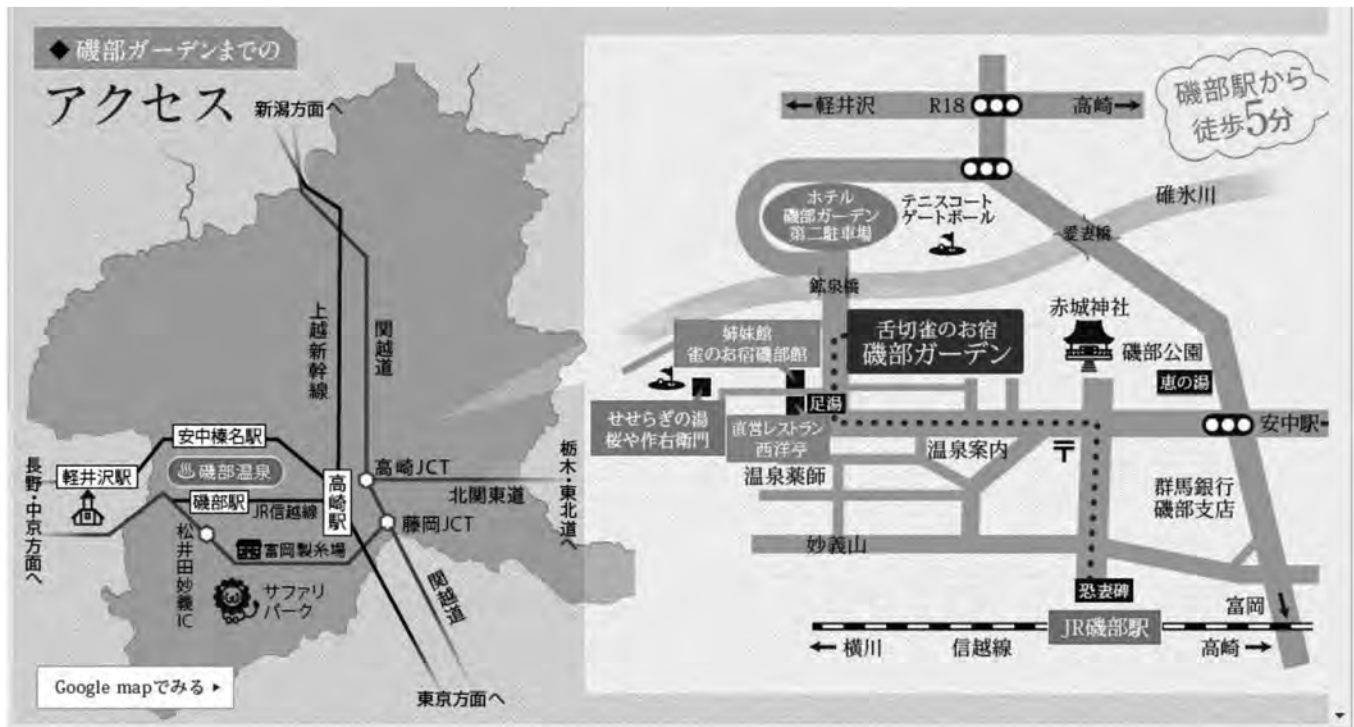 ◆ 磯部ガーデンまでの
アクセス
新潟方面へ
上越新幹線
関越道
安中榛名駅
軽井沢駅
磯部温泉
磯部駅
JR信越線
高崎駅
高崎JCT
北関東道
栃木・東北道へ
長野・中京方面へ
藤岡JCT
松井田妙義IC
富岡製糸場
サファリ
パーク
関越道
東京方面へ
Google mapでみる ▶
磯部駅から
徒歩5分
← 軽井沢
R18
高崎 →
ホテル
磯部ガーデン
第二駐車場
テニスコート
ゲートボール
碓氷川
愛妻橋
鉱泉橋
姉妹館
雀のお宿磯部館
舌切雀のお宿
磯部ガーデン
赤城神社
磯部公園
恵の湯
せせらぎの湯
桜や作右衛門
足湯
直営レストラン
西洋亭
温泉薬師
温泉案内
〒
安中駅
群馬銀行
磯部支店
妙義山
恐妻碑
富岡
JR磯部駅
← 横川
信越線
高崎 →